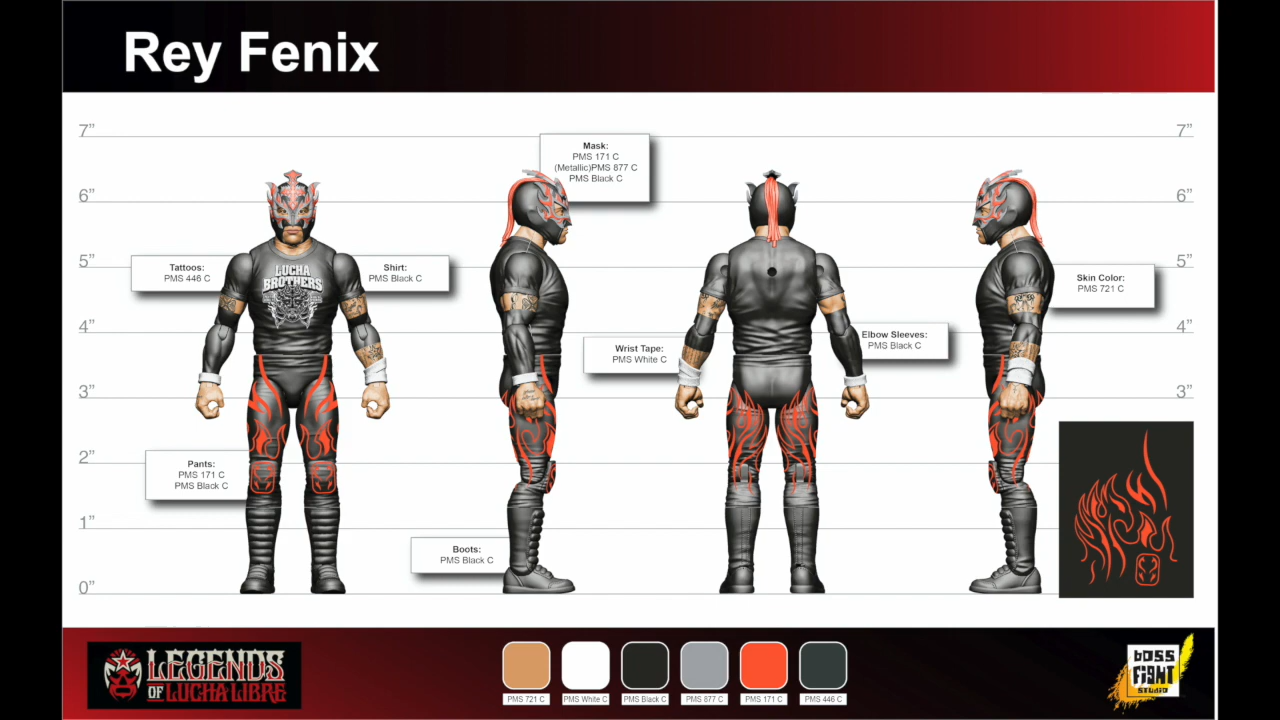 Rey Fenix
7" 7"
Mask:
PMS 171 C
(Metallic)PMS 877 C
PMS Black C
6" 6"
5" 5"
Tattoos:
PMS 446 C
Shirt:
PMS Black C
LUCHA
BROTHERS
Skin Color:
PMS 721 C
4" 4"
Elbow Sleeves:
PMS Black C
Wrist Tape:
PMS White C
3" 3"
2"
Pants:
PMS 171 C
PMS Black C
1"
Boots:
PMS Black C
0"
LEGENDS
OF LUCHA LIBRE
PMS 721 C
PMS White C
PMS Black C
PMS 877 C
PMS 171 C
PMS 446 C
BOSS
FIGHT
STUDIO